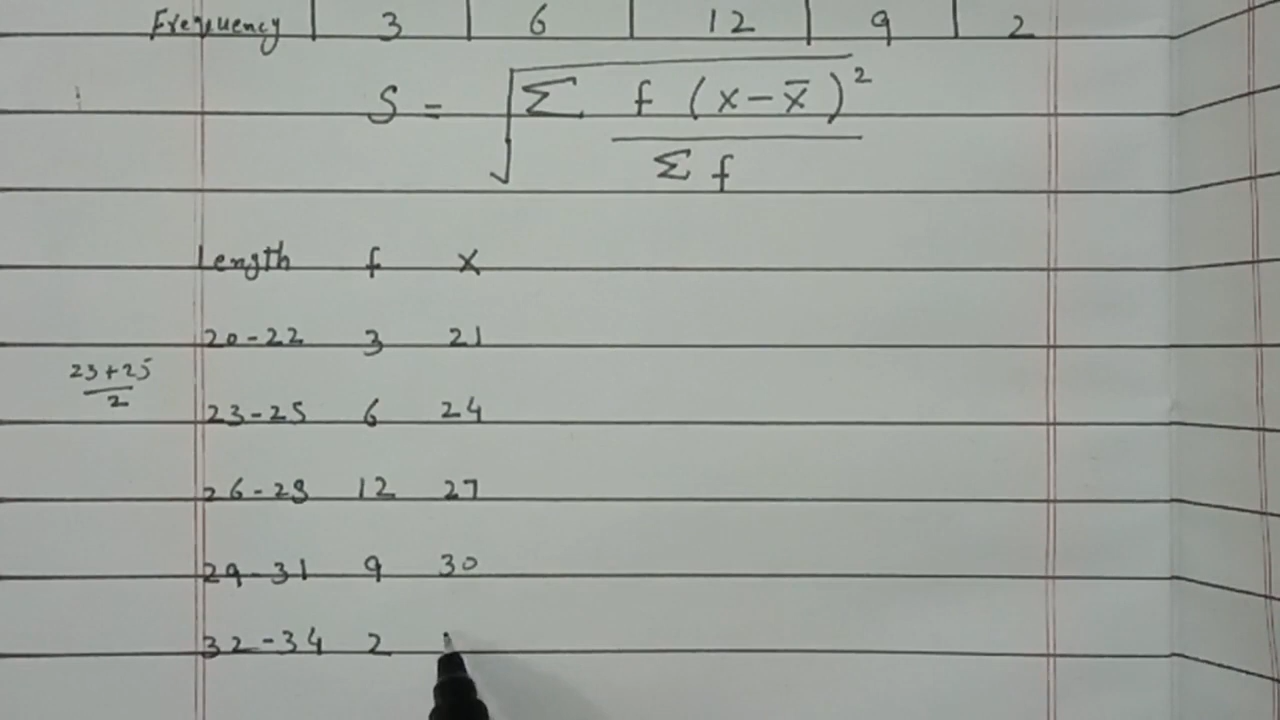 Frequency 3 6 12 9 2
S = √ Σ f (x-x̄)² / Σ f
Length f x
20-22 3 21
23+25 / 2
23-25 6 24
26-28 12 27
29-31 9 30
32-34 2